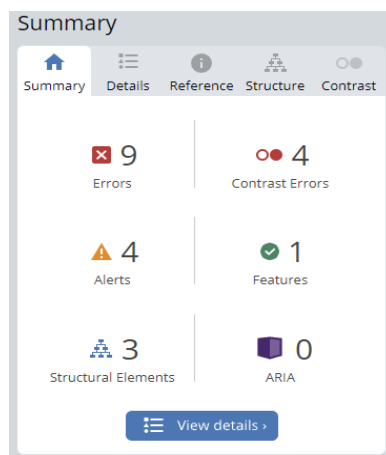 Summary
Summary Details Reference Structure Contrast
9 4
Errors Contrast Errors
4 1
Alerts Features
3 0
Structural Elements ARIA
View details ›